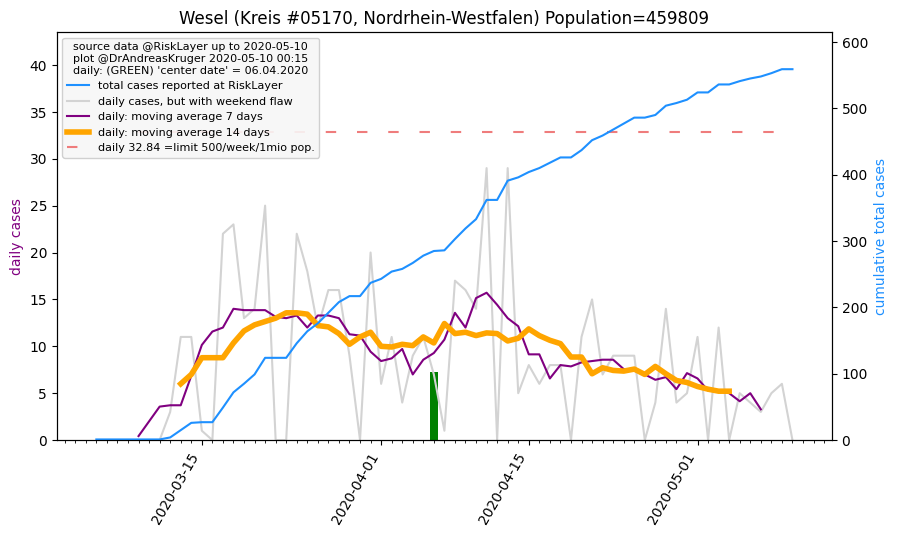 Wesel (Kreis #05170, Nordrhein-Westfalen) Population=459809
source data @RiskLayer up to 2020-05-10
plot @DrAndreasKruger 2020-05-10 00:15
daily: (GREEN) 'center date' = 06.04.2020
total cases reported at RiskLayer
daily cases, but with weekend flaw
daily: moving average 7 days
daily: moving average 14 days
daily 32.84 =limit 500/week/1mio pop.
daily cases
40
35
30
25
20
15
10
5
0
600
500
400
300
200
100
0
cumulative total cases
2020-03-15
2020-04-01
2020-04-15
2020-05-01